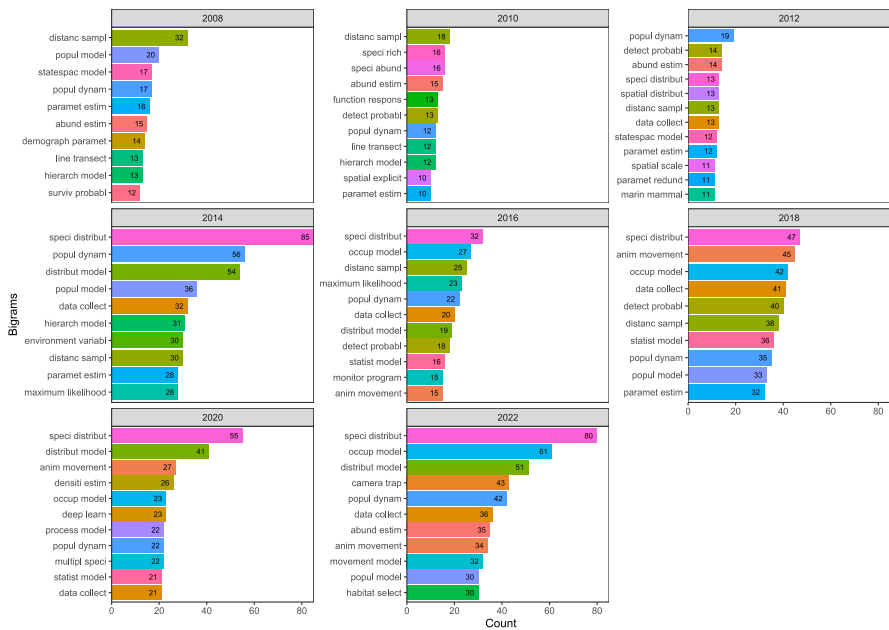 2008
distanc sampl 32
popul model 20
statespac model 17
popul dynam 17
paramet estim 16
abund estim 15
demograph paramet 14
line transect 13
hierarch model 13
surviv probabl 12
2010
distanc sampl 18
speci rich 16
speci abund 16
abund estim 15
function respons 13
detect probabl 13
popul dynam 12
line transect 12
hierarch model 12
spatial explicit 10
paramet estim 10
0 20 40 60 80
2012
popul dynam 19
detect probabl 14
abund estim 14
speci distribut 13
spatial distribut 13
distanc sampl 13
data collect 13
statespac model 12
paramet estim 12
spatial scale 11
paramet redund 11
marin mammal 11
0 20 40 60 80
Bigrams
2014
speci distribut 85
popul dynam 56
distribut model 54
popul model 36
data collect 32
hierarch model 31
environment variabl 30
distanc sampl 30
paramet estim 28
maximum likelihood 28
2016
speci distribut 32
occup model 27
distanc sampl 25
maximum likelihood 23
popul dynam 22
data collect 20
distribut model 19
detect probabl 18
statist model 16
monitor program 15
anim movement 15
2018
speci distribut 47
anim movement 45
occup model 42
data collect 41
detect probabl 40
distanc sampl 38
statist model 36
popul dynam 35
popul model 33
paramet estim 32
0 20 40 60 80
2020
speci distribut 55
distribut model 41
anim movement 27
densiti estim 26
occup model 23
deep learn 23
process model 22
popul dynam 22
multipl speci 22
statist model 21
data collect 21
0 20 40 60 80
2022
speci distribut 80
occup model 61
distribut model 51
camera trap 43
popul dynam 42
data collect 36
abund estim 35
anim movement 34
movement model 32
popul model 30
habitat select 30
0 20 40 60 80
Count